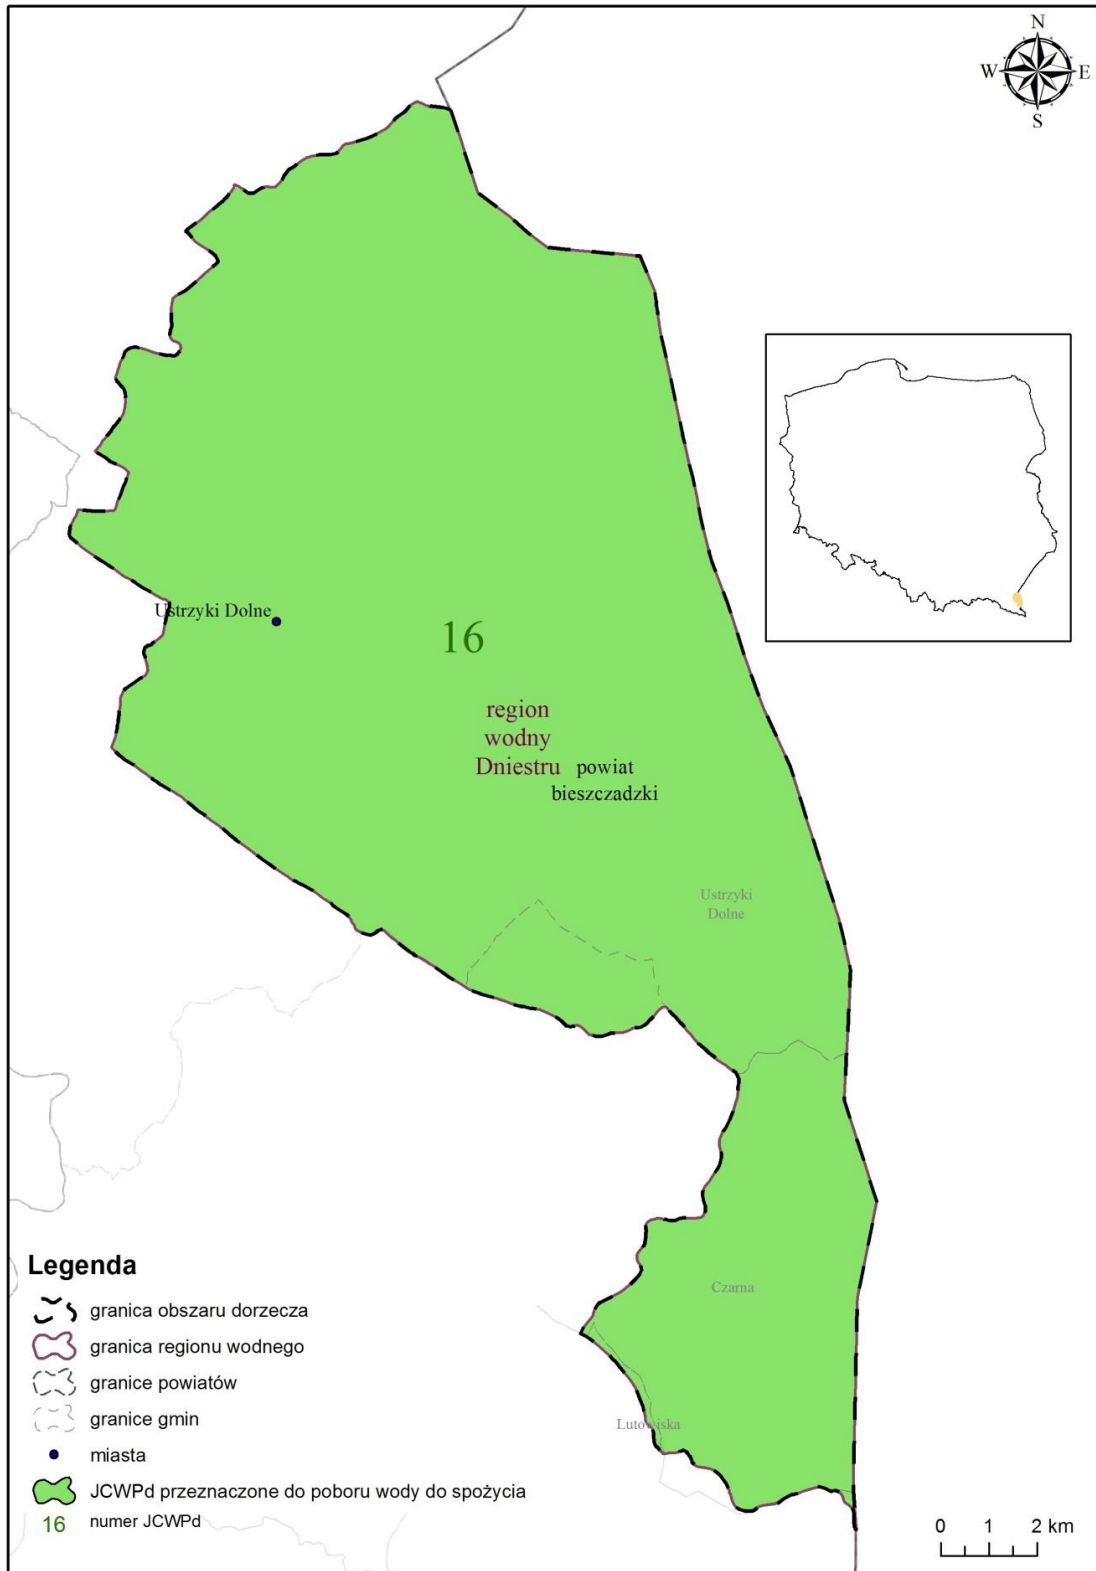 N
W
E
S
Ustrzyki Dolne
16
region
wodny
Dniestru
powiat
bieszczadzki
Ustrzyki
Dolne
Czarna
Lutowiska
Legenda
granica obszaru dorzecza
granica regionu wodnego
granice powiatów
granice gmin
miasta
JCWPd przeznaczone do poboru wody do spożycia
16 numer JCWPd
0 1 2 km